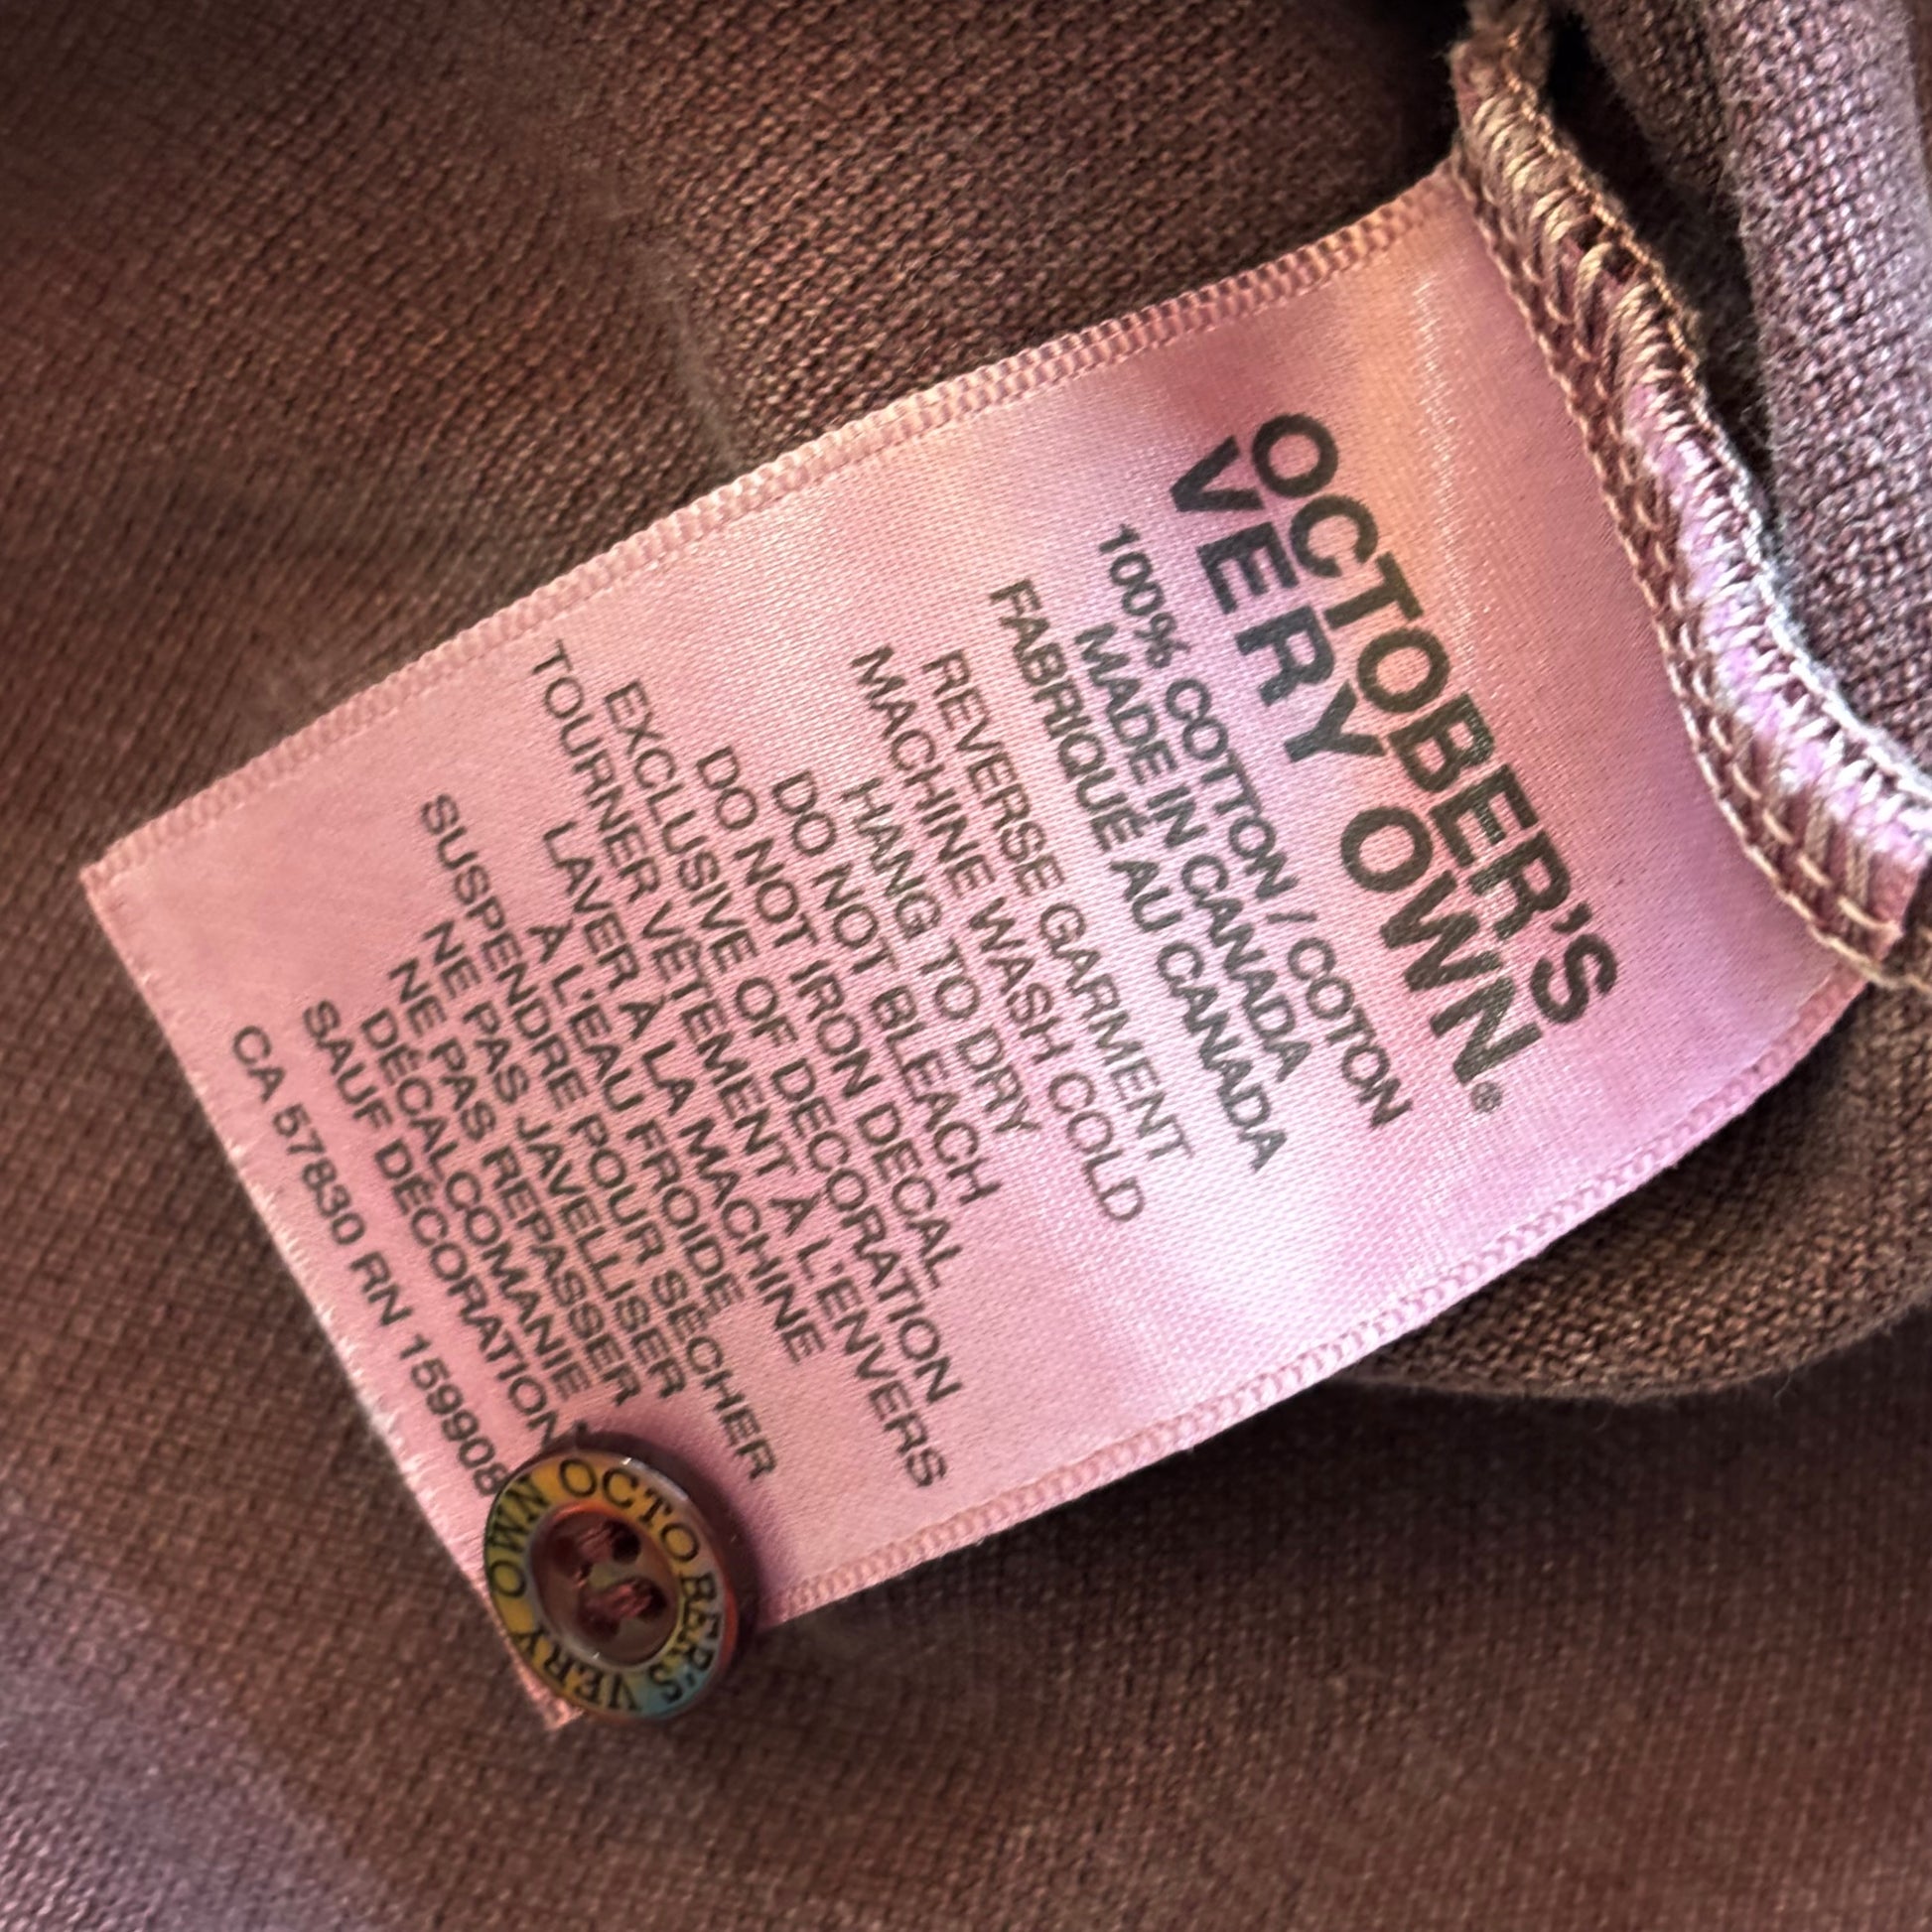 OCTOBER'S
VERY OWN®
100% COTTON / COTON
MADE IN CANADA
FABRIQUE AU CANADA
REVERSE GARMENT
MACHINE WASH COLD
HANG TO DRY
DO NOT BLEACH
DO NOT IRON DECAL
EXCLUSIVE OF DECORATION
TOURNER VÊTEMENT À L'ENVERS
LAVER À LA MACHINE
À L'EAU FROIDE
SUSPENDRE POUR SÉCHER
NE PAS JAVELLISER
NE PAS REPASSER
DÉCALCOMANIE
SAUF DÉCORATION
CA 57830 RN 159908
OCTOBER'S VERY OWN